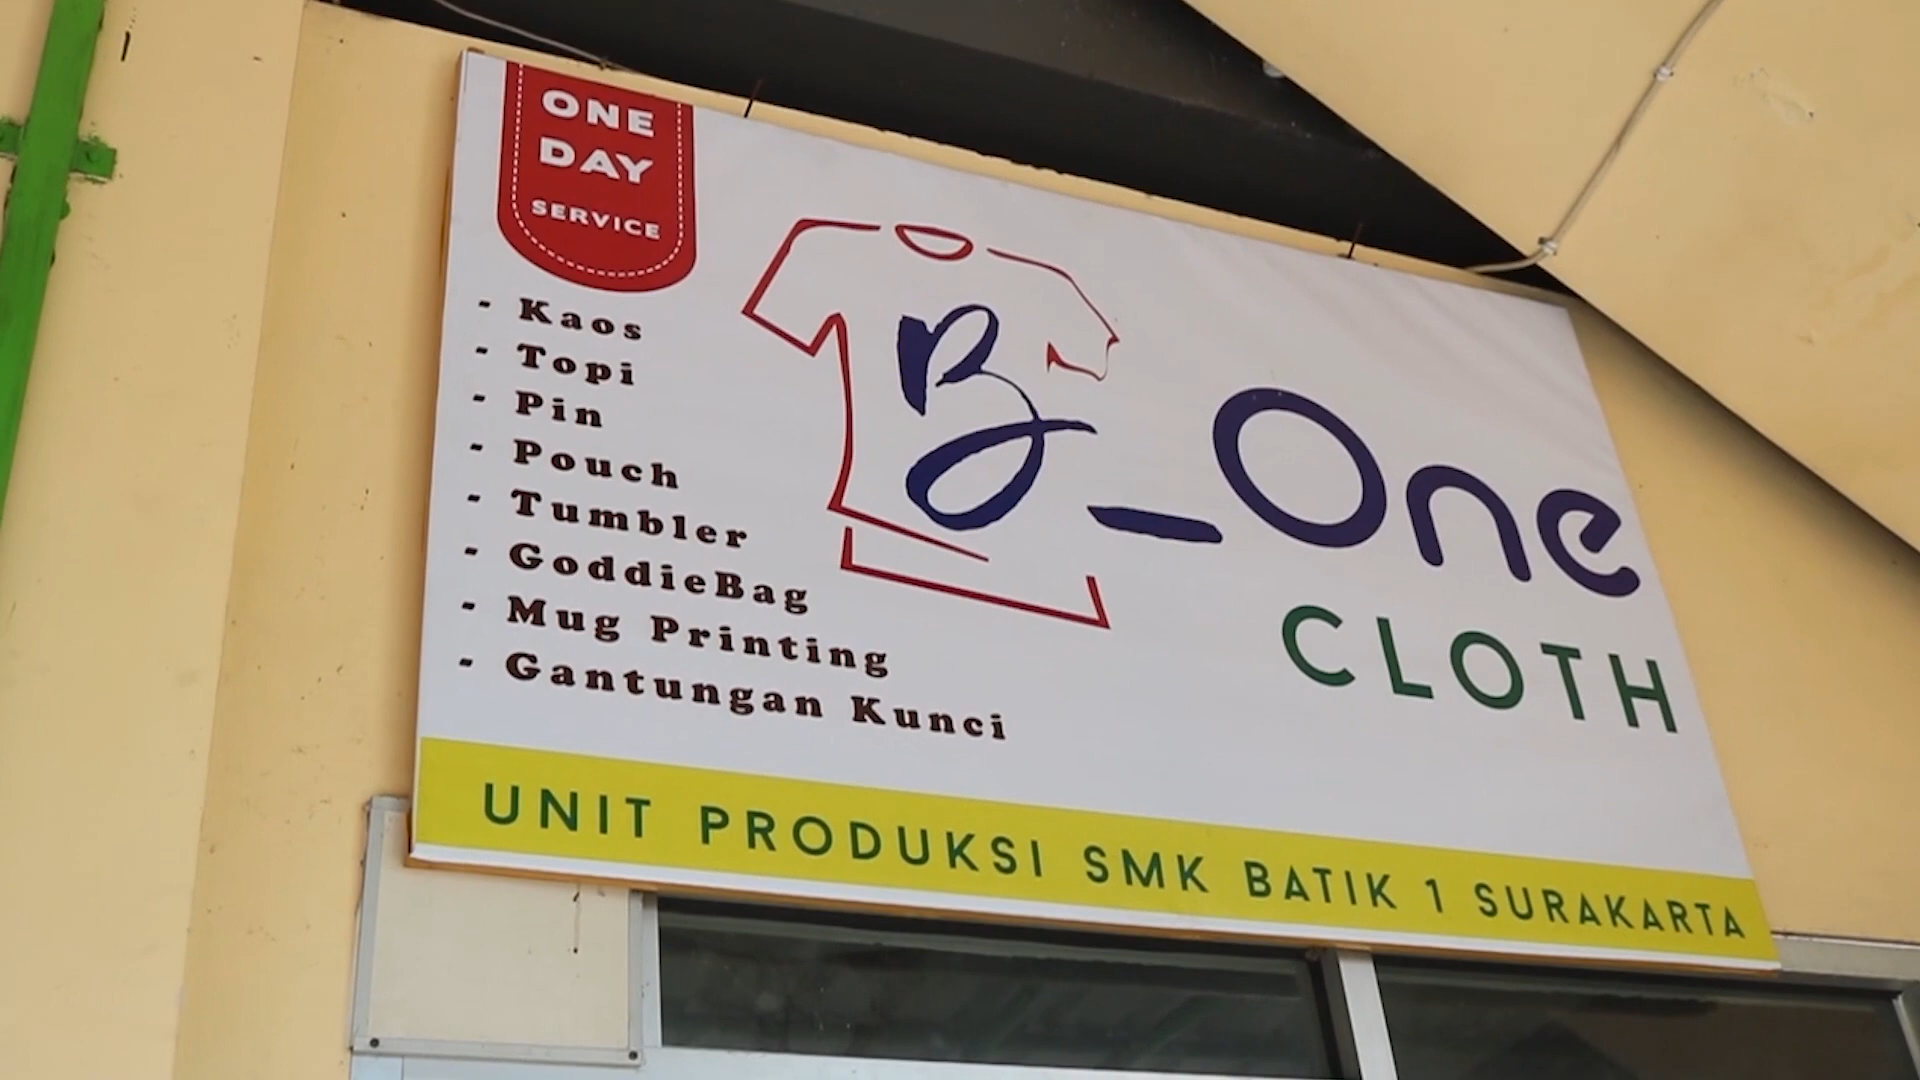 ONE
DAY
SERVICE
- Kaos
- Topi
- Pin
- Pouch
- Tumbler
- GoddieBag
- Mug Printing
- Gantungan Kunci
B_One
CLOTH
UNIT PRODUKSI SMK BATIK 1 SURAKARTA